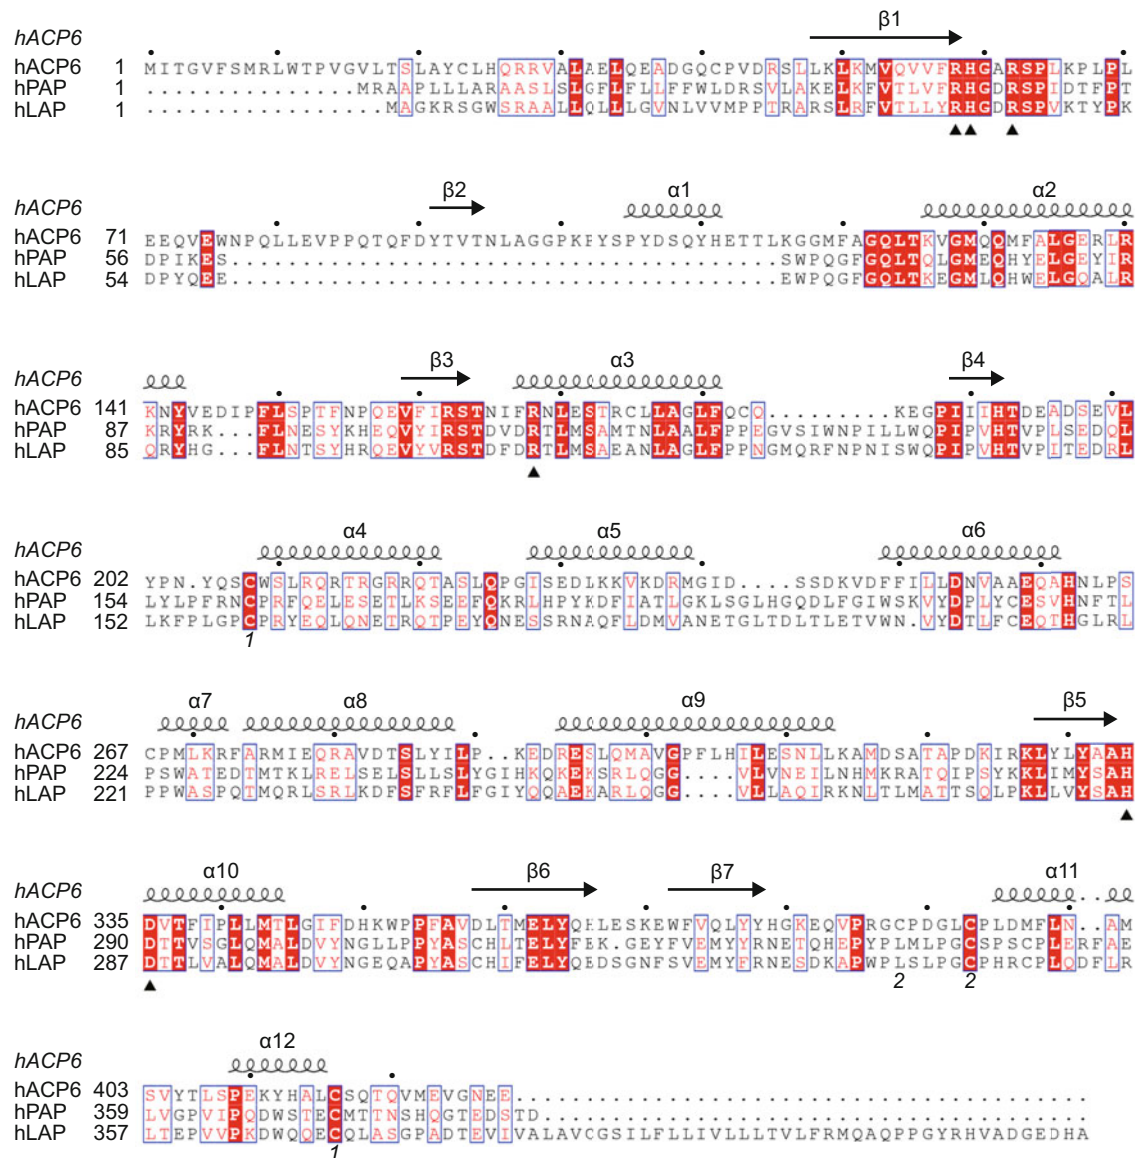 β1
hACP6
hACP6 1 MITGVFSMRLWTPVGVLTSLAYCLHQRRVALAELQEADGQCPVDRSLLKLKMVQVVFRHGARSPLKPLPL
hPAP 1 ...............MRAAPLLLARAASLSLGFLFLLFFWLDRSVLAKELKFVTLVFRHGDRSPIDTFPT
hLAP 1 .................MAGKRSGWSRAALLQLLLGVNLVVMPPTRARSLRFVTLLYRHGDRSPVKTYPK
β2 α1 α2
hACP6
hACP6 71 EEQVEWNPQLLEVPPQTQFDYTVTNLAGGPKPYSPYDSQYHETTLKGGMFAGQLTKVGMQQMFALGERLR
hPAP 56 DPIKES.......................................SWPQGFGQLTQLGMEQHYELGEYIR
hLAP 54 DPYQES.......................................EWPQGFGQLTKEGMLQHWELGQALR
β3 α3 β4
hACP6
hACP6 141 KNYVEDIPFLSPTFNPQEVFIRSTNIFRNLESTRCLLAGLFQCQ.........KEGPIIIHTDEADSEVL
hPAP 87 KRYRK...FLNESYKHEQVYIRSTDVDRTLMSAMTNLAALFPPEGVSIWNPILLWQPIPVHTVPLSEDQL
hLAP 85 QRYHG...FLNTSYHRQEVYVRSTDFDRTLMSAEANLAGLFPPNGMQRFNPNISWQPIPVHTVPITEDRL
α4 α5 α6
hACP6
hACP6 202 YPN.YQSCWSLRQRTRGRRQTASLQPGISEDLKKVKDRMGID....SSDKVDFFILLDNVAAEQAHNLPS
hPAP 154 LYLPFRNCPRFQELESETLKSEEFQKRLHPYKDFIATLGKLSGLHGQDLFGIWSKVYDPLYCESVHNFTL
hLAP 152 LKFPLGPCPRYEQLQNETRQTPEYQNESSRNAQFLDMVANETGLTDLTLETVWN.VYDTLFCEQTHGLRL
1
α7 α8 α9 β5
hACP6
hACP6 267 CPMLKRFARMIEQRAVDTSLYILP..KEDRESLQMAVGPFLHILESNLLKAMDSATAPDKIRKLYLYAAH
hPAP 224 PSWATEDTMTKLRELSELSLLSLYGIHKQKEKSRLQGG....VLVNEILNHMKRATQIPSYKKLIMYSAH
hLAP 221 PPWASPQTMQRLSRLKDFSFRFLFGIYQQAEKARLQGG....VLLAQIRKNLTLMATTSQLPKLLVYSAH
α10 β6 β7 α11
hACP6
hACP6 335 DVTFIPLLMTLGIFDHKWPPFAVDLTMELYQHLESKEWFVQLYYHGKEQVPRGCPDGLCPLDMFLN..AM
hPAP 290 DTTVSGLQMALDVYNGLLPPYASCHLTELYFEK.GEYFVEMYYRNETQHEPYPLMLPGCSPSCPLERFAE
hLAP 287 DTTLVALQMALDVYNGEQAPYASCHIFELYQEDSGNFSVEMYFRNESDKAPWPLSLPGCPHRCPLQDFLR
2 2
α12
hACP6
hACP6 403 SVYTLSPEKYHALCSQTQVMEVGNEE........................................
hPAP 359 LVGPVIPQDWSTECMTTNSHQGTEDSTD.......................................
hLAP 357 LTEPVVPKDWQQECQLASGPADTEVIVALAVCGSILFLLIVLLLTVLFRMQAQPPGYRHVADGEDHA
1